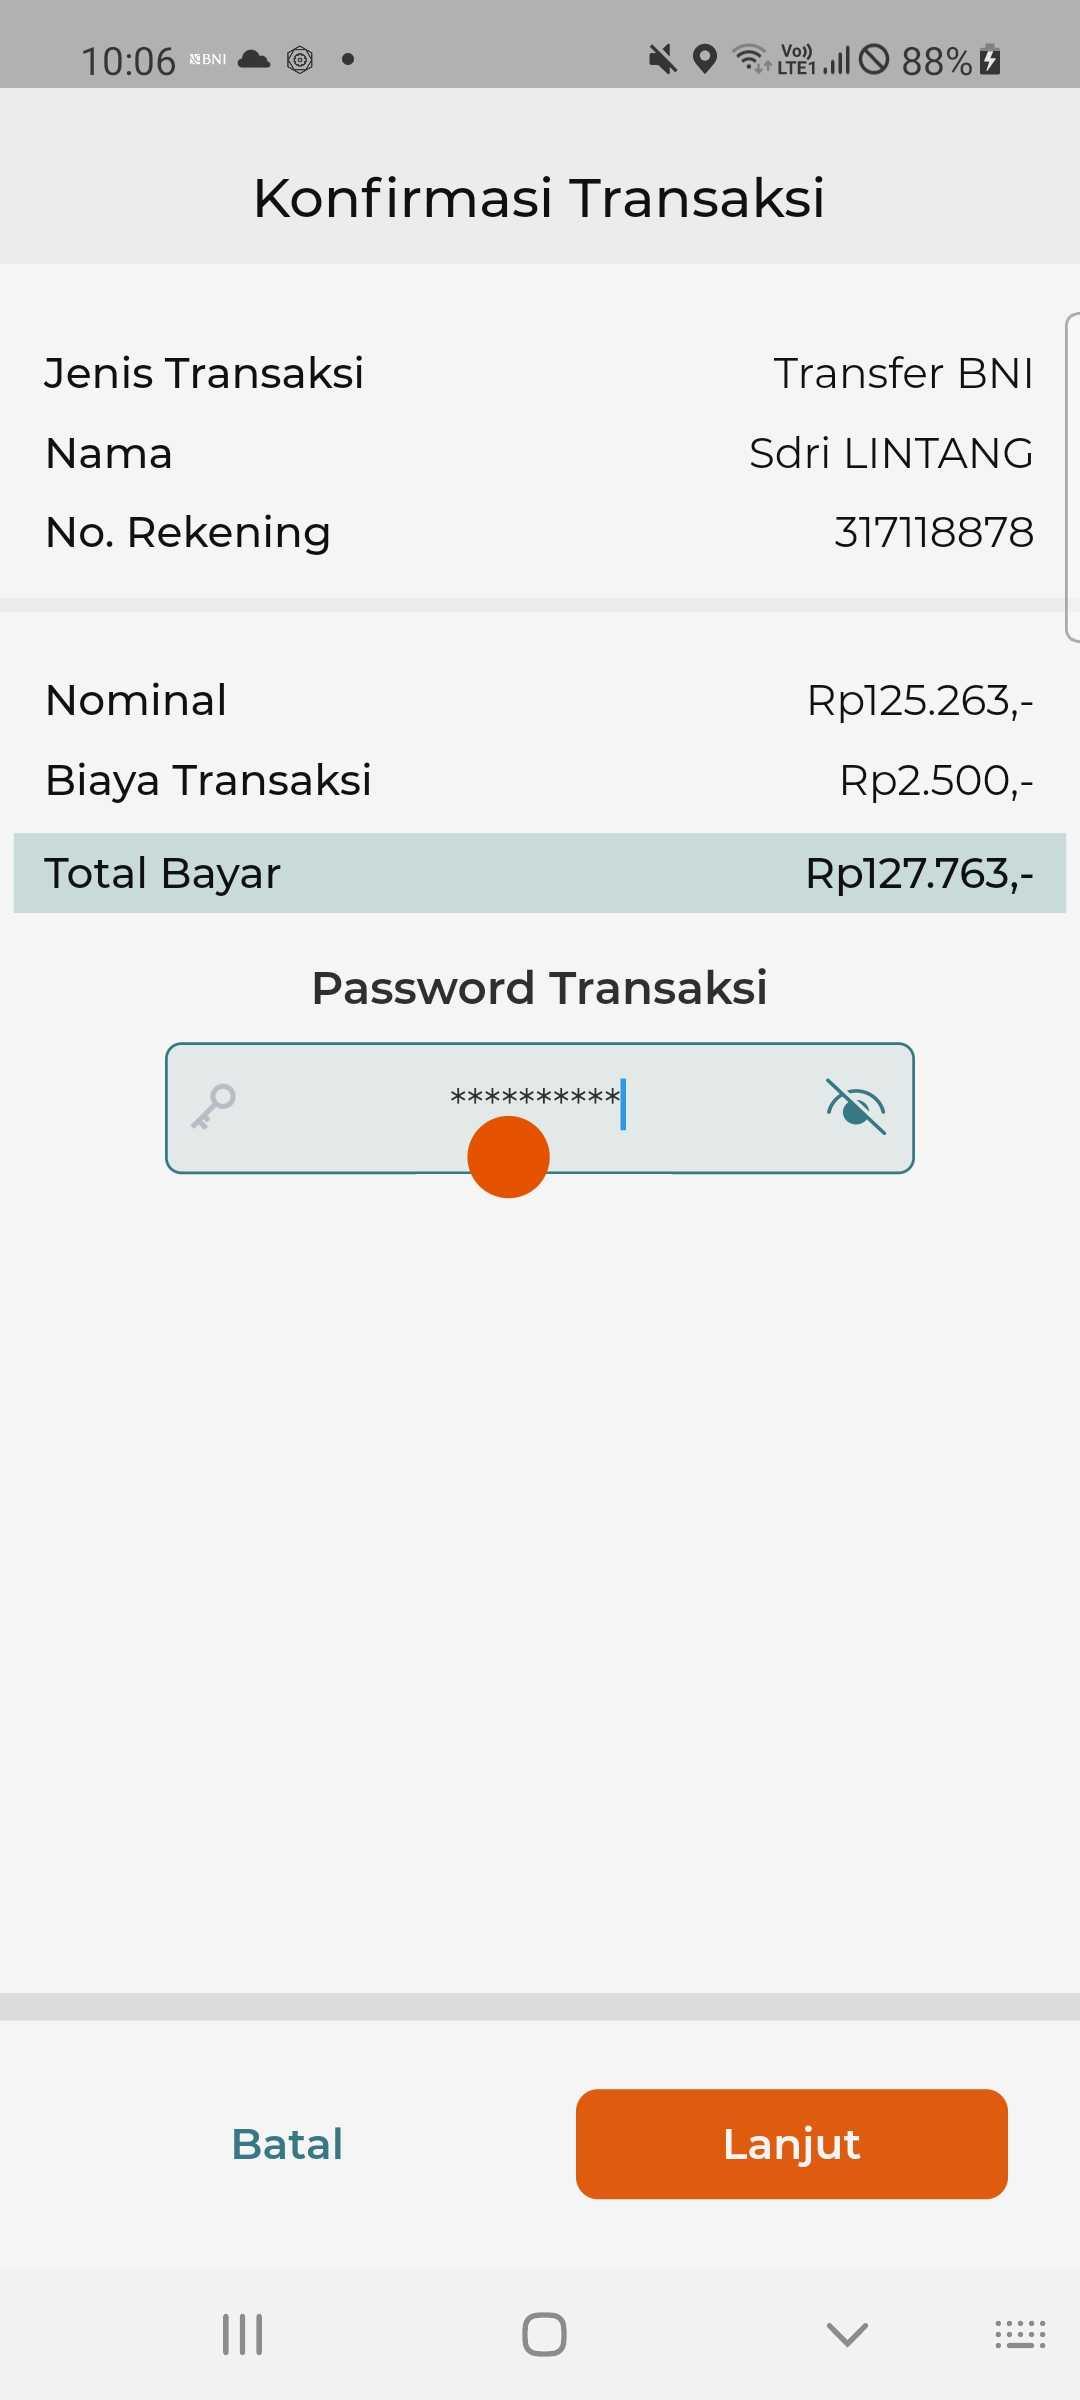 10:06 BNI Vo)) LTE1 88%
Konfirmasi Transaksi
Jenis Transaksi Transfer BNI
Nama Sdri LINTANG
No. Rekening 317118878
Nominal Rp125.263,-
Biaya Transaksi Rp2.500,-
Total Bayar Rp127.763,-
Password Transaksi
**********
Batal Lanjut